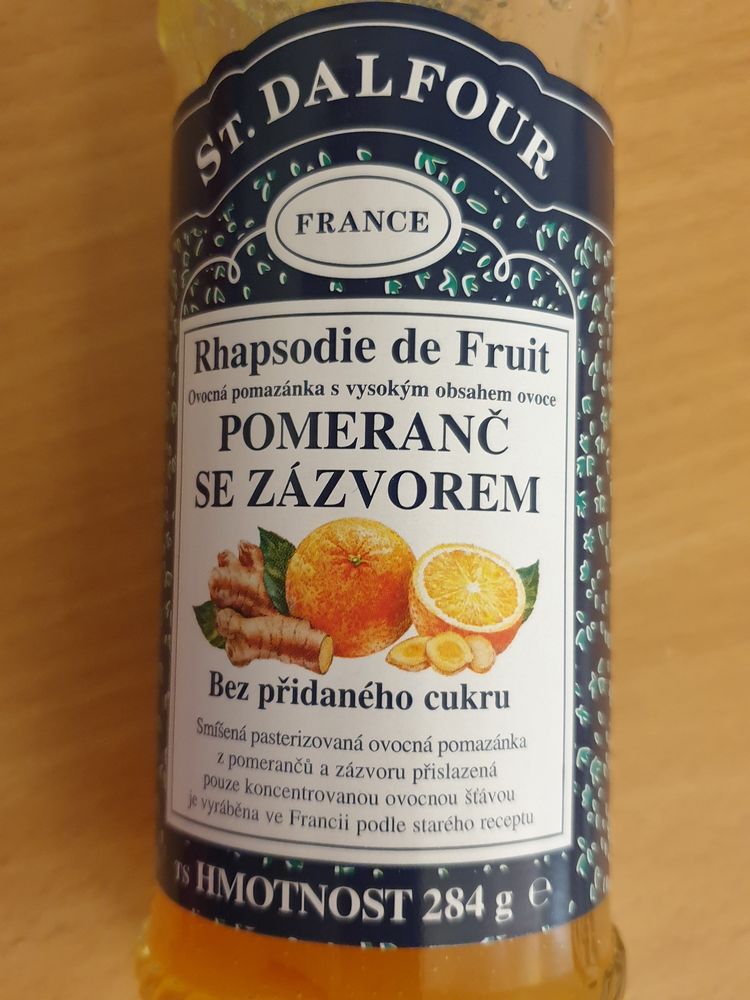 ST. DALFOUR
FRANCE
Rhapsodie de Fruit
Ovocná pomazánka s vysokým obsahem ovoce
POMERANČ
SE ZÁZVOREM
Bez přidaného cukru
Smíšená pasterizovaná ovocná pomazánka
z pomerančů a zázvoru přislazená
pouze koncentrovanou ovocnou šťávou
je vyráběna ve Francii podle starého receptu
TS HMOTNOST 284 g ℮